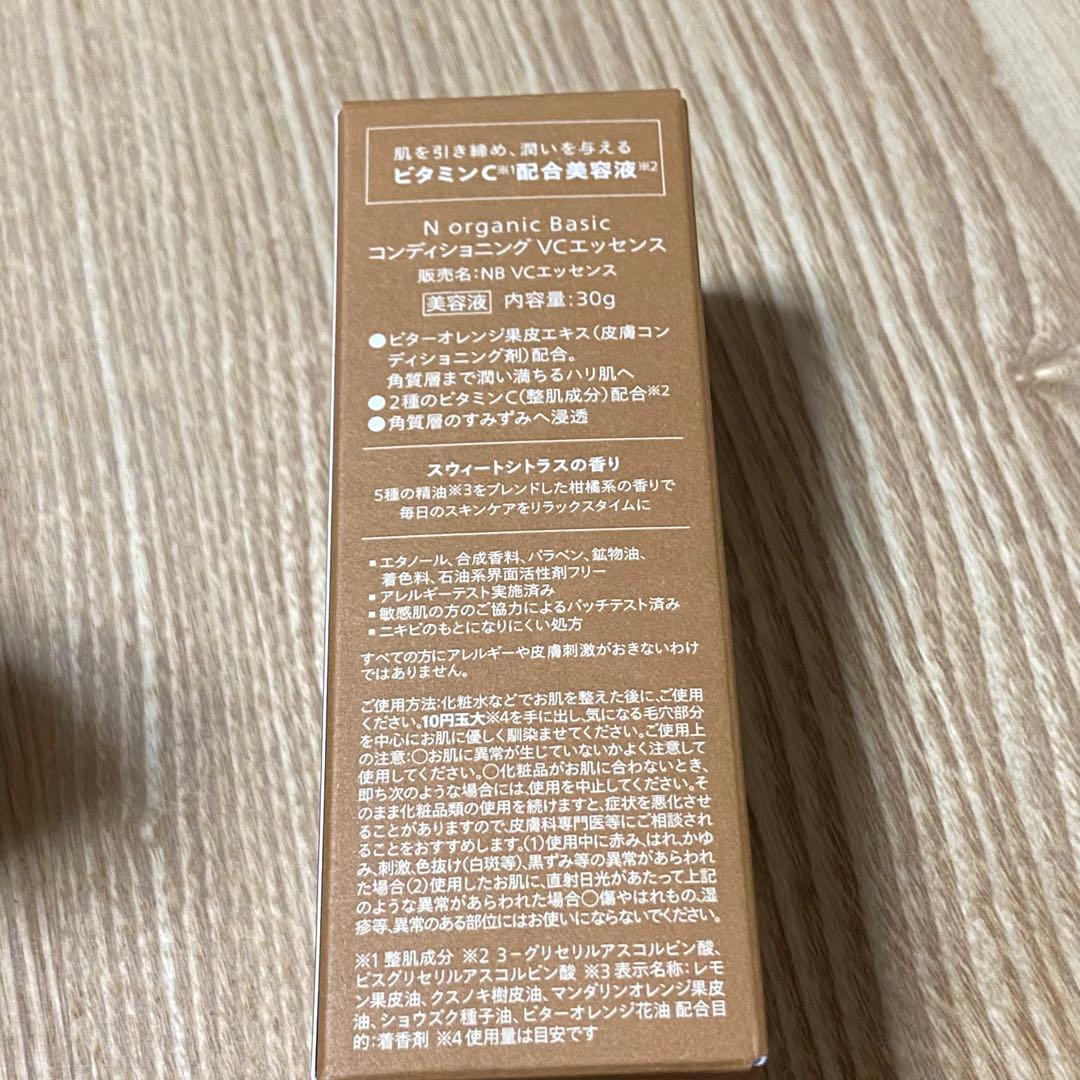 肌を引き締め、潤いを与える
ビタミンC※1配合美容液※2
N organic Basic
コンディショニング VCエッセンス
販売名:NB VCエッセンス
美容液 内容量:30g
●ビターオレンジ果皮エキス(皮膚コン
ディショニング剤)配合。
角質層まで潤い満ちるハリ肌へ
●2種のビタミンC(整肌成分)配合※2
●角質層のすみずみへ浸透
スウィートシトラスの香り
5種の精油※3をブレンドした柑橘系の香りで
毎日のスキンケアをリラックスタイムに
■エタノール、合成香料、パラベン、鉱物油、
着色料、石油系界面活性剤フリー
■アレルギーテスト実施済み
■敏感肌の方のご協力によるパッチテスト済み
■ニキビのもとになりにくい処方
すべての方にアレルギーや皮膚刺激がおきないわけ
ではありません。
ご使用方法:化粧水などでお肌を整えた後に、ご使用
ください。10円玉大※4を手に出し、気になる毛穴部分
を中心にお肌に優しく馴染ませてください。ご使用上
の注意:○お肌に異常が生じていないかよく注意して
使用してください。○化粧品がお肌に合わないとき、
即ち次のような場合には、使用を中止してください。そ
のまま化粧品類の使用を続けますと、症状を悪化させ
ることがありますので、皮膚科専門医等にご相談され
ることをおすすめします。(1)使用中に赤み、はれ、かゆ
み、刺激、色抜け(白斑等)、黒ずみ等の異常があらわれ
た場合(2)使用したお肌に、直射日光があたって上記
のような異常があらわれた場合○傷やはれもの、湿
疹等、異常のある部位にはお使いにならないでください。
※1 整肌成分 ※2 3-グリセリルアスコルビン酸、
ビスグリセリルアスコルビン酸 ※3 表示名称:レモ
ン果皮油、クスノキ樹皮油、マンダリンオレンジ果皮
油、ショウズク種子油、ビターオレンジ花油 配合目
的:着香剤 ※4 使用量は目安です